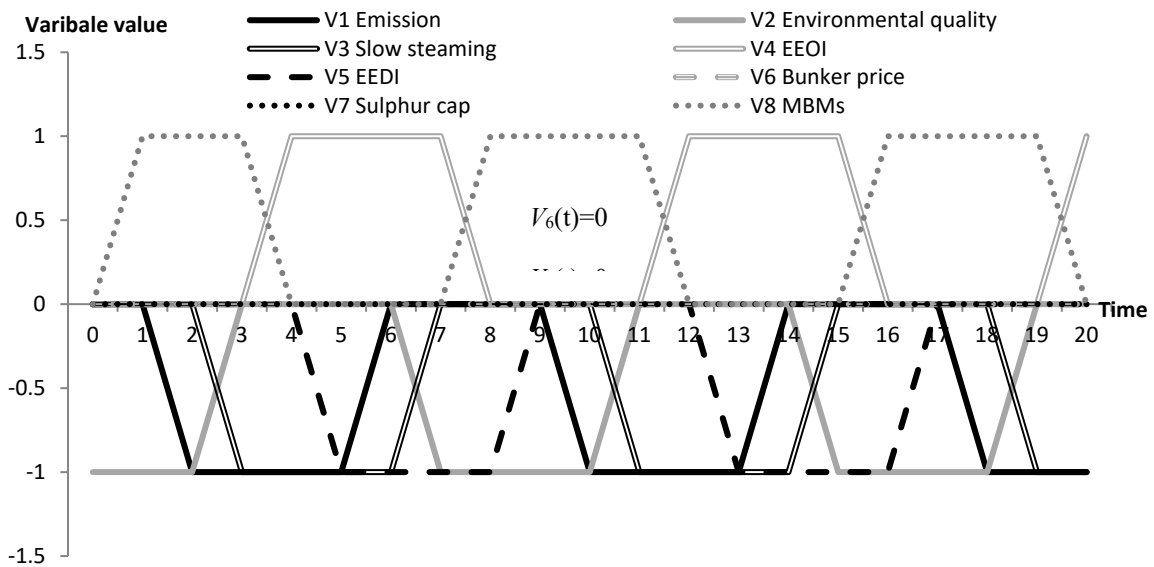 Varibale value
V1 Emission
V2 Environmental quality
V3 Slow steaming
V4 EEOI
V5 EEDI
V6 Bunker price
V7 Sulphur cap
V8 MBMs
1.5
1
0.5
0
-0.5
-1
-1.5
V6(t)=0
0 1 2 3 4 5 6 7 8 9 10 11 12 13 14 15 16 17 18 19 20
Time